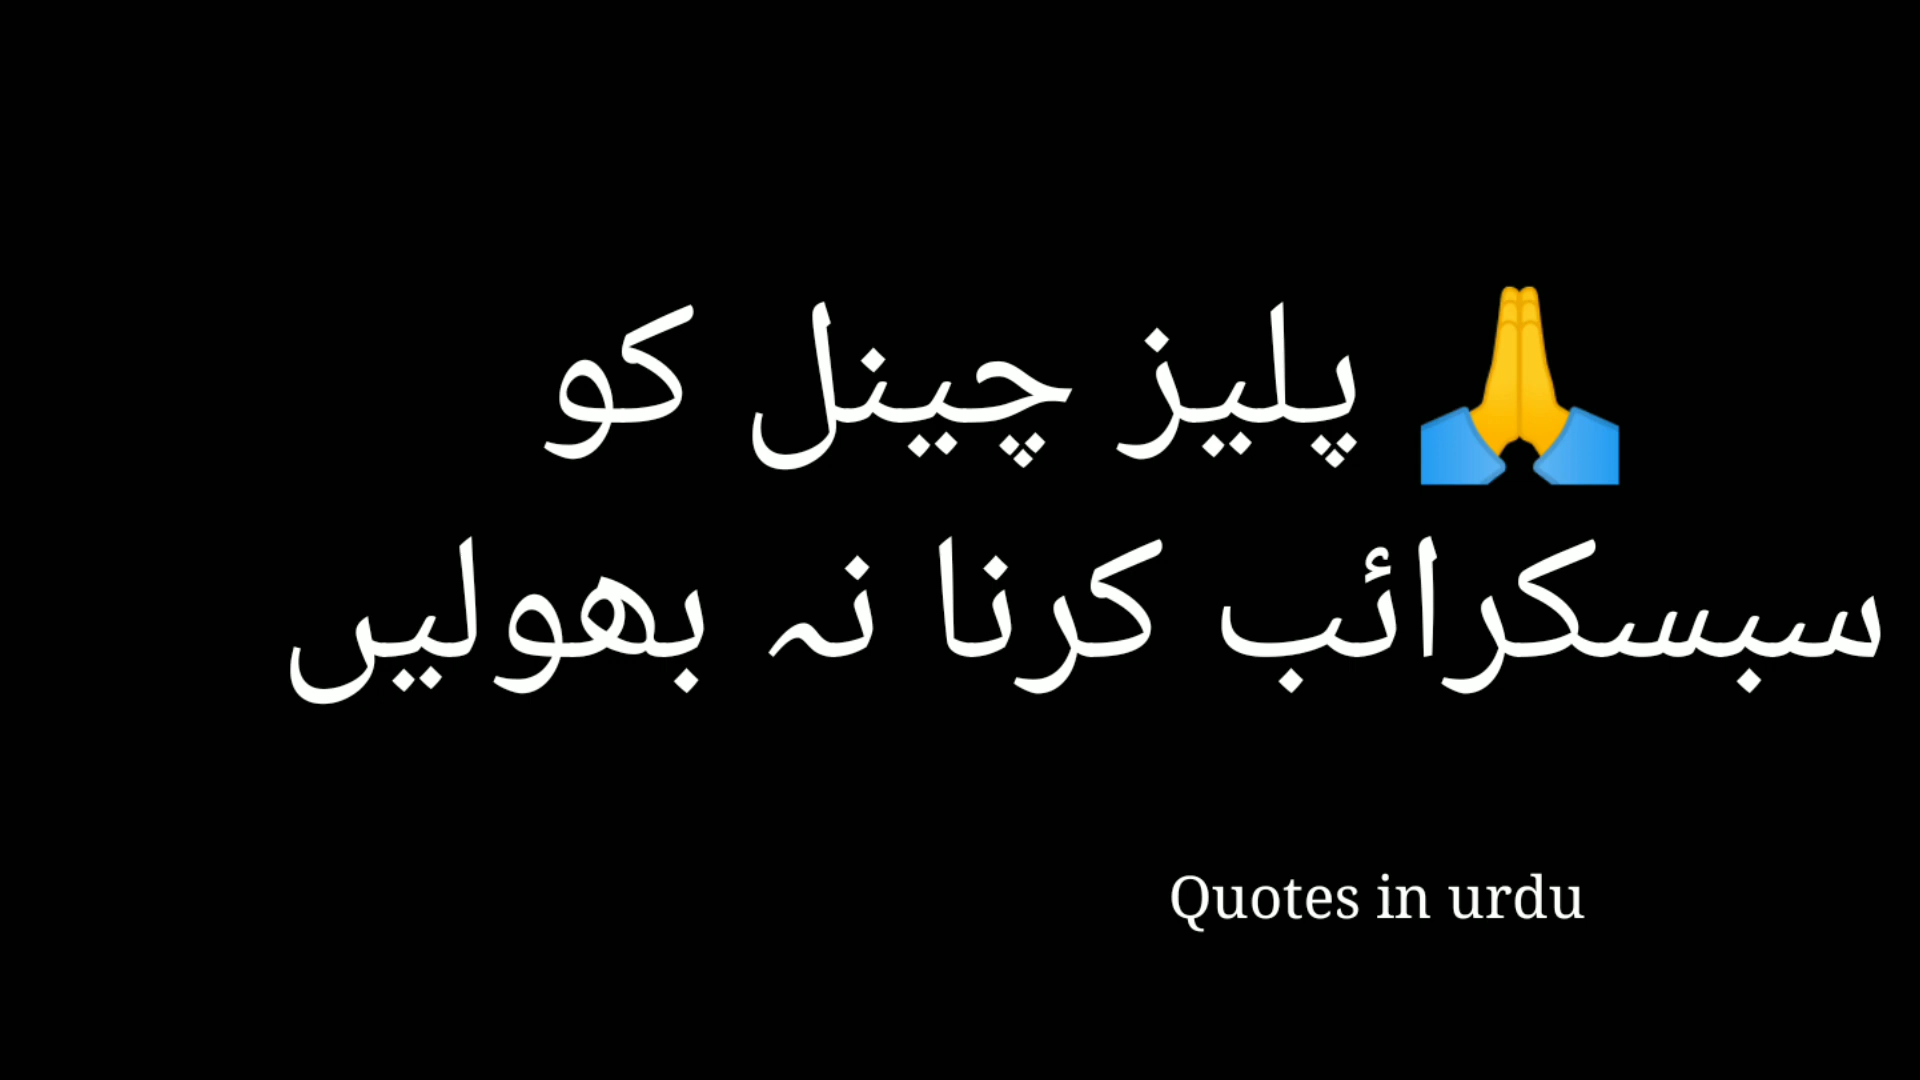 🙏 پلیز چینل کو
سبسکرائب کرنا نہ بھولیں
Quotes in urdu